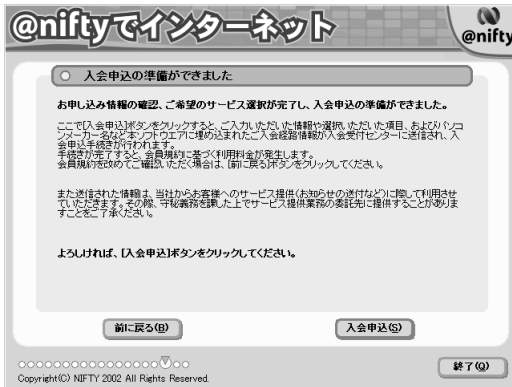 @niftyでインターネット
@nifty
入会申込の準備ができました
お申し込み情報の確認、ご希望のサービス選択が完了し、入会申込の準備ができました。
ここで[入会申込]ボタンをクリックすると、ご入力いただいた情報や選択いただいた項目、およびパソコ
ンメーカー名など本ソフトウエアに埋め込まれたご入会経路情報が入会受付センターに送信され、入
会申込手続きが行われます。
手続きが完了すると、会員規約に基づく利用料金が発生します。
会員規約を改めてご確認いただく場合は、[前に戻る]ボタンをクリックしてください。
また送信された情報は、当社からお客様へのサービス提供(お知らせの送付など)に際して利用させ
ていただきます。その際、守秘義務を課した上でサービス提供業務の委託先に提供することがありま
すことをご了承ください。
よろしければ、[入会申込]ボタンをクリックしてください。
前に戻る(B)
入会申込(S)
終了(Q)
Copyright(C) NIFTY 2002 All Rights Reserved.